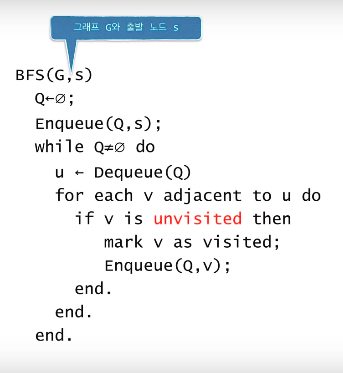 그래프 G와 출발 노드 s
BFS(G,s)
Q←∅;
Enqueue(Q,s);
while Q≠∅ do
u ← Dequeue(Q)
for each v adjacent to u do
if v is unvisited then
mark v as visited;
Enqueue(Q,v);
end.
end.
end.